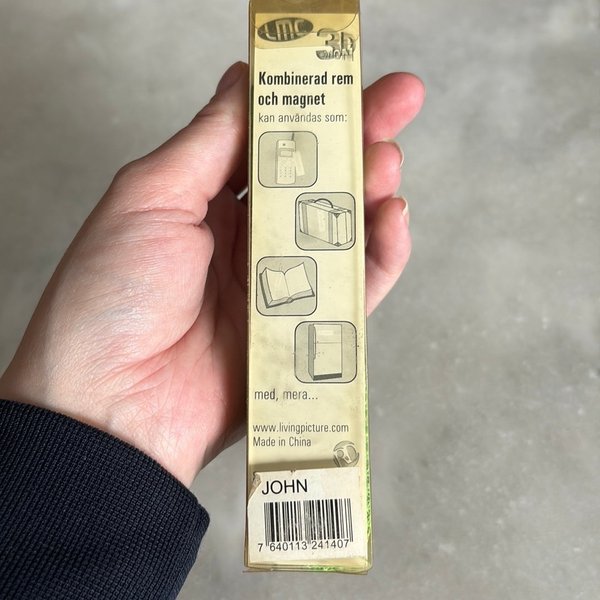 LMC
3D
Kombinerad rem
och magnet
kan användas som:
med, mera...
www.livingpicture.com
Made in China
JOHN
7 640113 241407